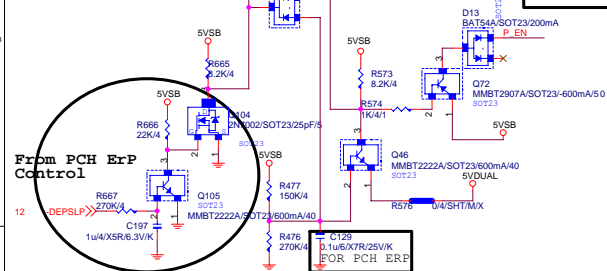 D13
BAT54A/SOT23/200mA
P_EN
5VSB
R665
8.2K/4
5VSB
R573
8.2K/4
R574
1K/4/1
Q72
MMBT2907A/SOT23/-600mA/50
SOT23
5VSB
5VSB
R666
22K/4
2N7002/SOT23/25pF/5
SOT23
5VSB
Q46
MMBT2222A/SOT23/600mA/40
SOT23
From PCH ErP
Control
R667
270K/4
12 -DEPSLP
Q105
SOT23
MMBT2222A/SOT23/600mA/40
R477
150K/4
5VDUAL
R576 0/4/SHT/M/X
C197
1u/4/X5R/6.3V/K
R476
270K/4
C129
0.1u/6/X7R/25V/K
FOR PCH ERP